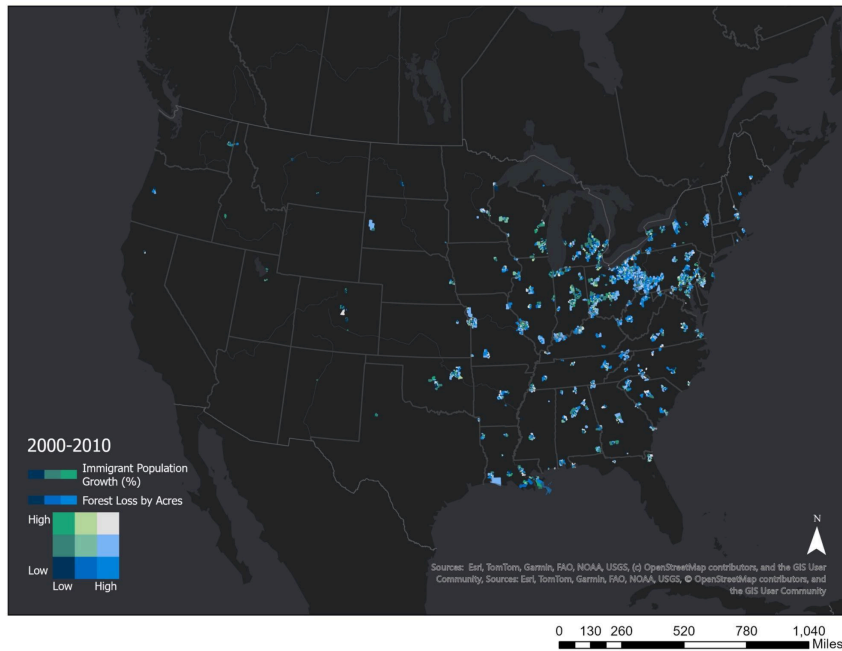 2000-2010
Immigrant Population
Growth (%)
Forest Loss by Acres
High
Low
Low High
N
Sources: Esri, TomTom, Garmin, FAO, NOAA, USGS, (c) OpenStreetMap contributors, and the GIS User
Community, Sources: Esri, TomTom, Garmin, FAO, NOAA, USGS, © OpenStreetMap contributors, and
the GIS User Community
0 130 260 520 780 1,040
Miles